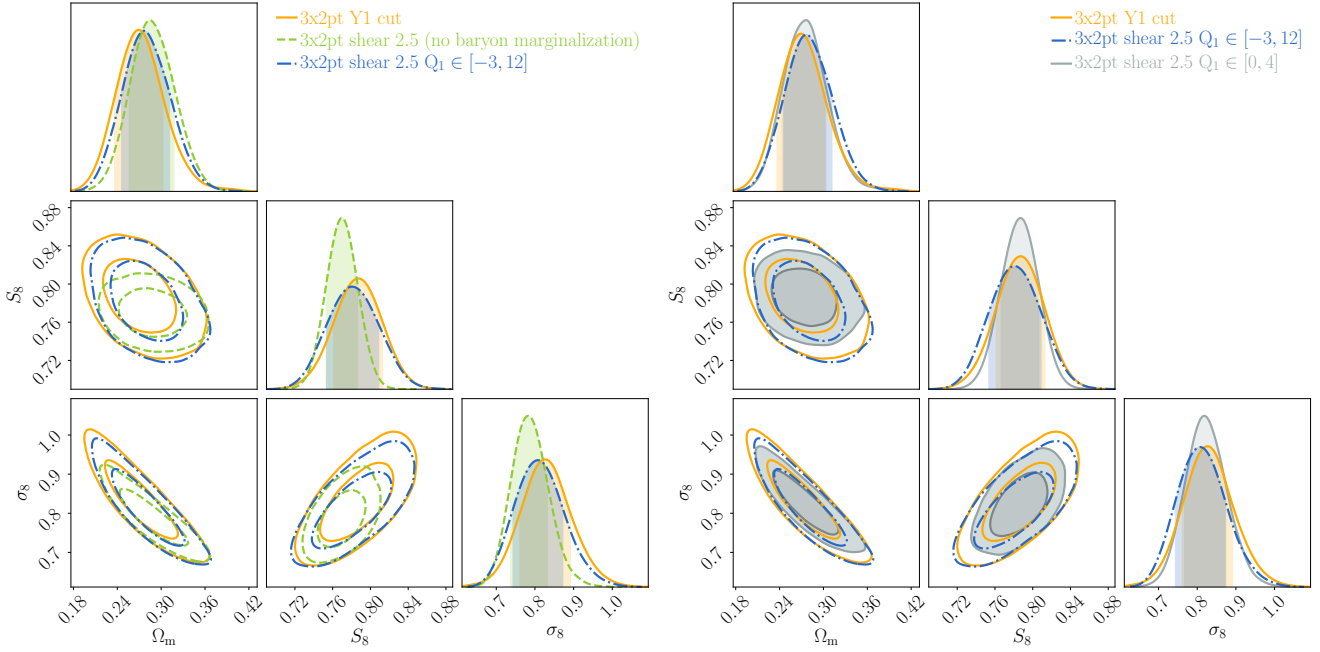 3x2pt Y1 cut
3x2pt shear 2.5 (no baryon marginalization)
3x2pt shear 2.5 Q₁ ∈ [−3, 12]
S₈
0.88
0.84
0.80
0.76
0.72
σ₈
1.0
0.9
0.8
0.7
0.18
0.24
0.30
0.36
0.42
Ωₘ
0.72
0.76
0.80
0.88
S₈
0.7
0.8
0.9
1.0
σ₈
3x2pt Y1 cut
3x2pt shear 2.5 Q₁ ∈ [−3, 12]
3x2pt shear 2.5 Q₁ ∈ [0, 4]
S₈
0.88
0.84
0.80
0.76
0.72
σ₈
1.0
0.9
0.8
0.7
0.18
0.24
0.30
0.36
0.42
Ωₘ
0.72
0.76
0.80
0.84
0.88
S₈
0.7
0.8
0.9
1.0
σ₈